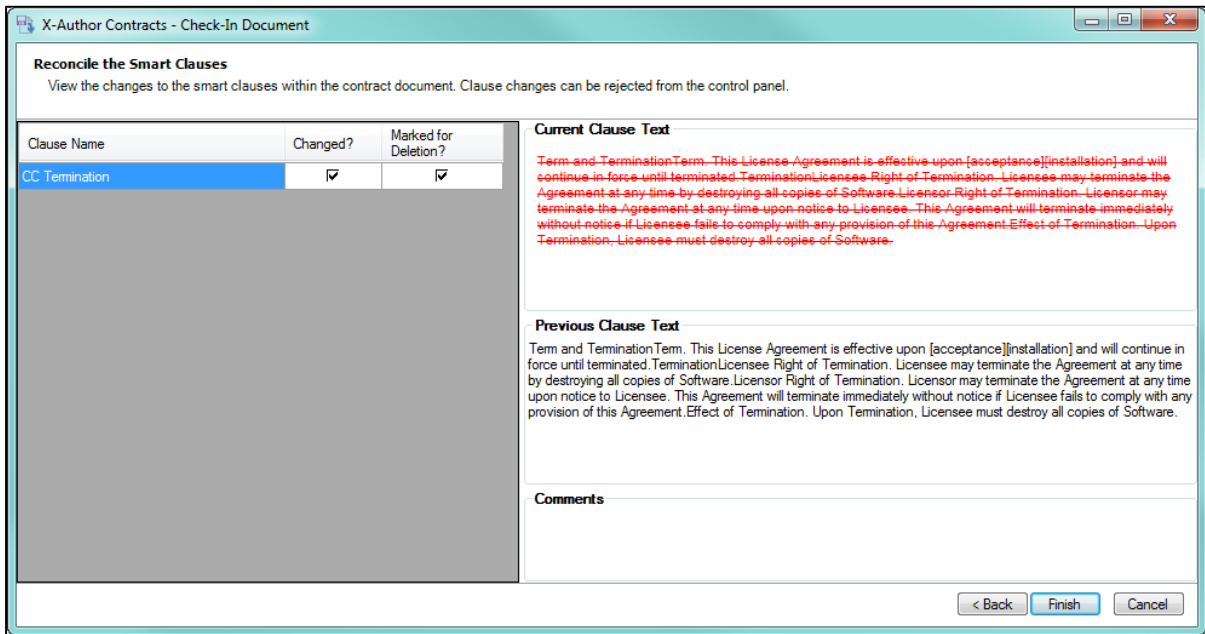 X-Author Contracts - Check-In Document
Reconcile the Smart Clauses
View the changes to the smart clauses within the contract document. Clause changes can be rejected from the control panel.
Clause Name
Changed?
Marked for
Deletion?
CC Termination
Current Clause Text
Term and TerminationTerm. This License Agreement is effective upon [acceptance][installation] and will
continue in force until terminated.TerminationLicensee Right of Termination. Licensee may terminate the
Agreement at any time by destroying all copies of Software.Licensor Right of Termination. Licensor may
terminate the Agreement at any time upon notice to Licensee. This Agreement will terminate immediately
without notice if Licensee fails to comply with any provision of this Agreement.Effect of Termination. Upon
Termination, Licensee must destroy all copies of Software.
Previous Clause Text
Term and TerminationTerm. This License Agreement is effective upon [acceptance][installation] and will continue in
force until terminated.TerminationLicensee Right of Termination. Licensee may terminate the Agreement at any time
by destroying all copies of Software.Licensor Right of Termination. Licensor may terminate the Agreement at any time
upon notice to Licensee. This Agreement will terminate immediately without notice if Licensee fails to comply with any
provision of this Agreement.Effect of Termination. Upon Termination, Licensee must destroy all copies of Software.
Comments
< Back
Finish
Cancel